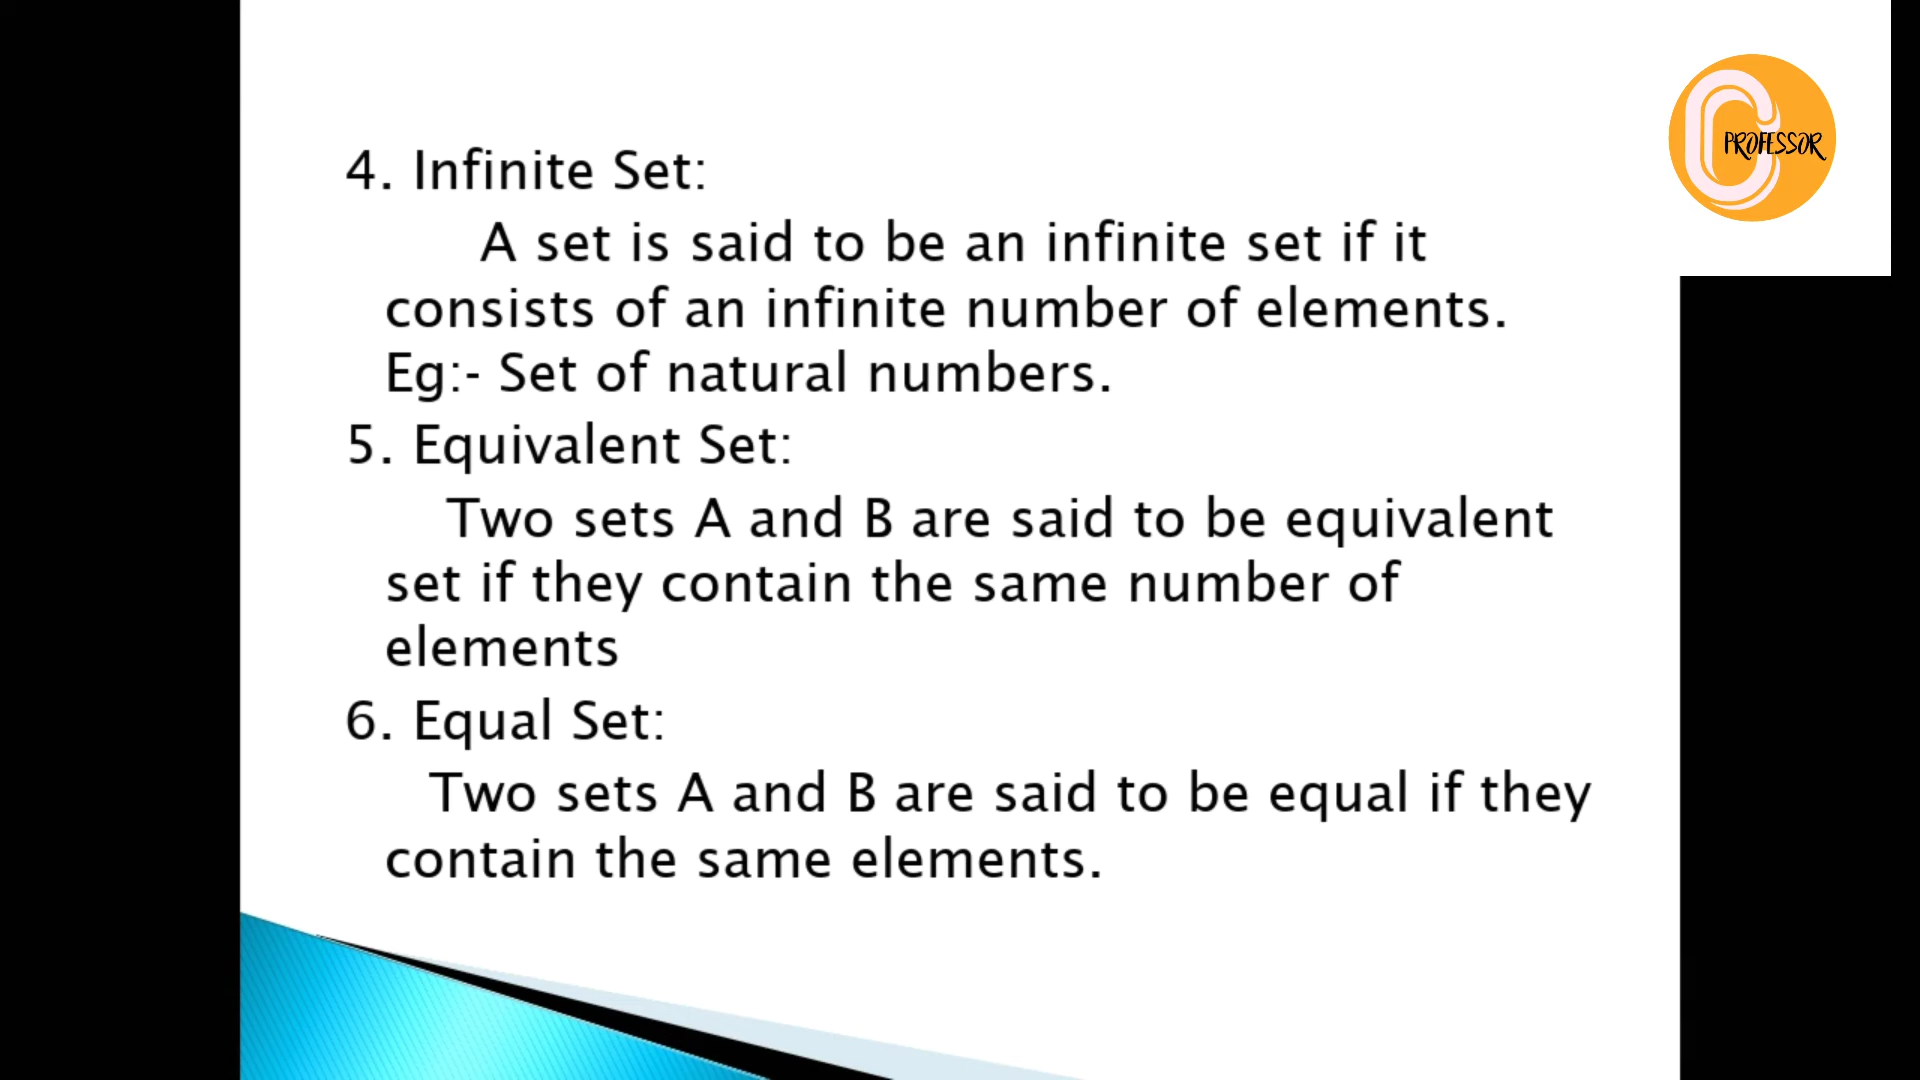 C
PROFESSOR
4. Infinite Set:
A set is said to be an infinite set if it
consists of an infinite number of elements.
Eg:- Set of natural numbers.
5. Equivalent Set:
Two sets A and B are said to be equivalent
set if they contain the same number of
elements
6. Equal Set:
Two sets A and B are said to be equal if they
contain the same elements.